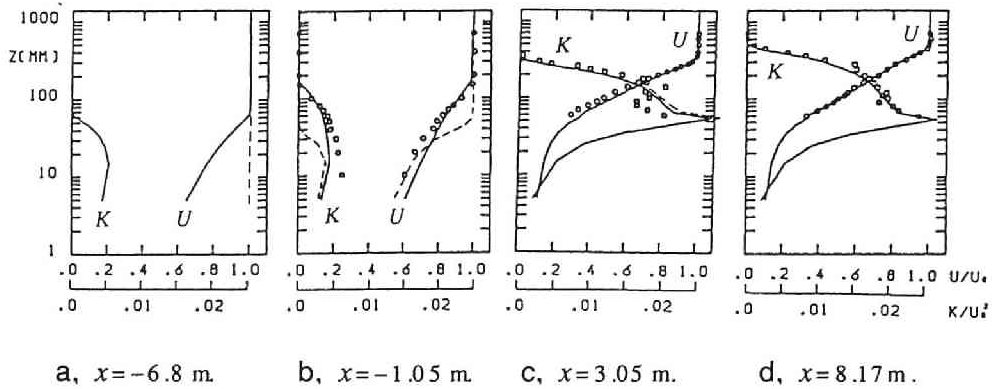 1000
Z(MM)
100
10
1
K
U
K
U
K
U
K
U
.0 .2 .4 .6 .8 1.0
.0 .2 .4 .6 .8 1.0
.0 .2 .4 .6 .8 1.0
.0 .2 .4 .6 .8 1.0 U/U₀
.0 .01 .02
.0 .01 .02
.0 .01 .02
.0 .01 .02 K/U₀²
a, x=-6.8 m.
b, x=-1.05 m.
c, x=3.05 m.
d, x=8.17 m.